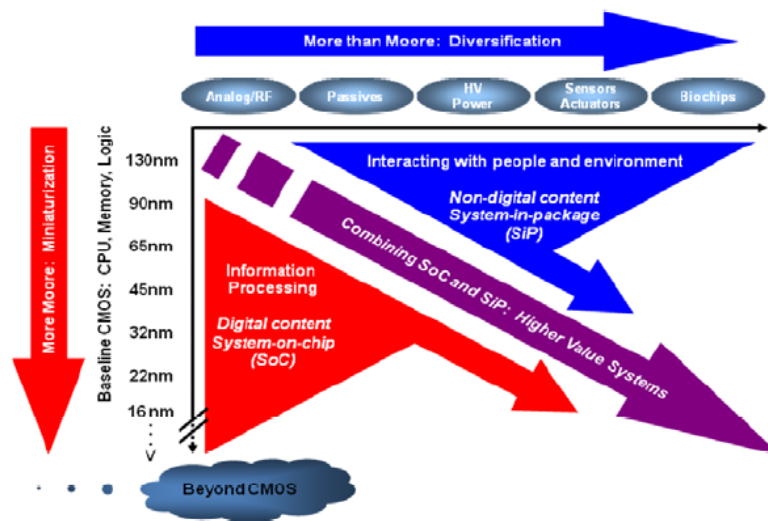 More than Moore: Diversification
Analog/RF
Passives
HV
Power
Sensors
Actuators
Biochips
More Moore: Miniaturization
Baseline CMOS: CPU, Memory, Logic
130nm
90nm
65nm
45nm
32nm
22nm
16nm
Interacting with people and environment
Non-digital content
System-in-package
(SiP)
Combining SoC and SiP: Higher Value Systems
Information
Processing
Digital content
System-on-chip
(SoC)
Beyond CMOS